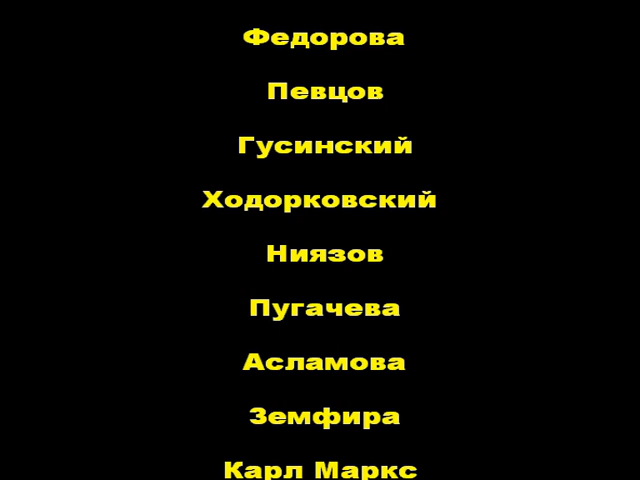 Федорова
Певцов
Гусинский
Ходорковский
Ниязов
Пугачева
Асламова
Земфира
Карл Маркс